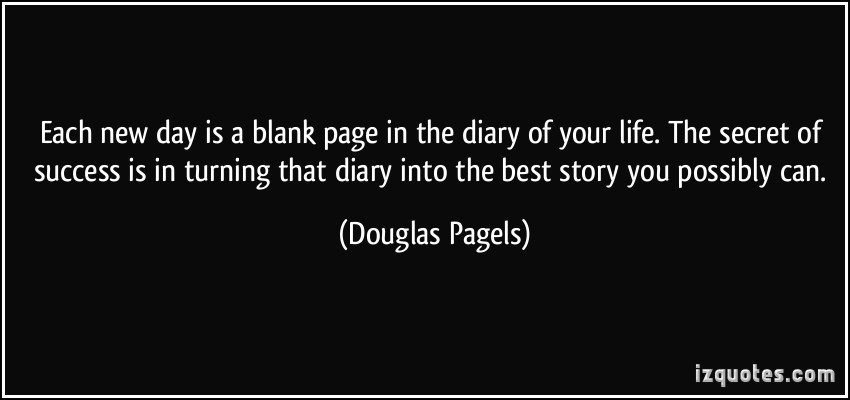 Each new day is a blank page in the diary of your life. The secret of
success is in turning that diary into the best story you possibly can.
(Douglas Pagels)
izquotes.com